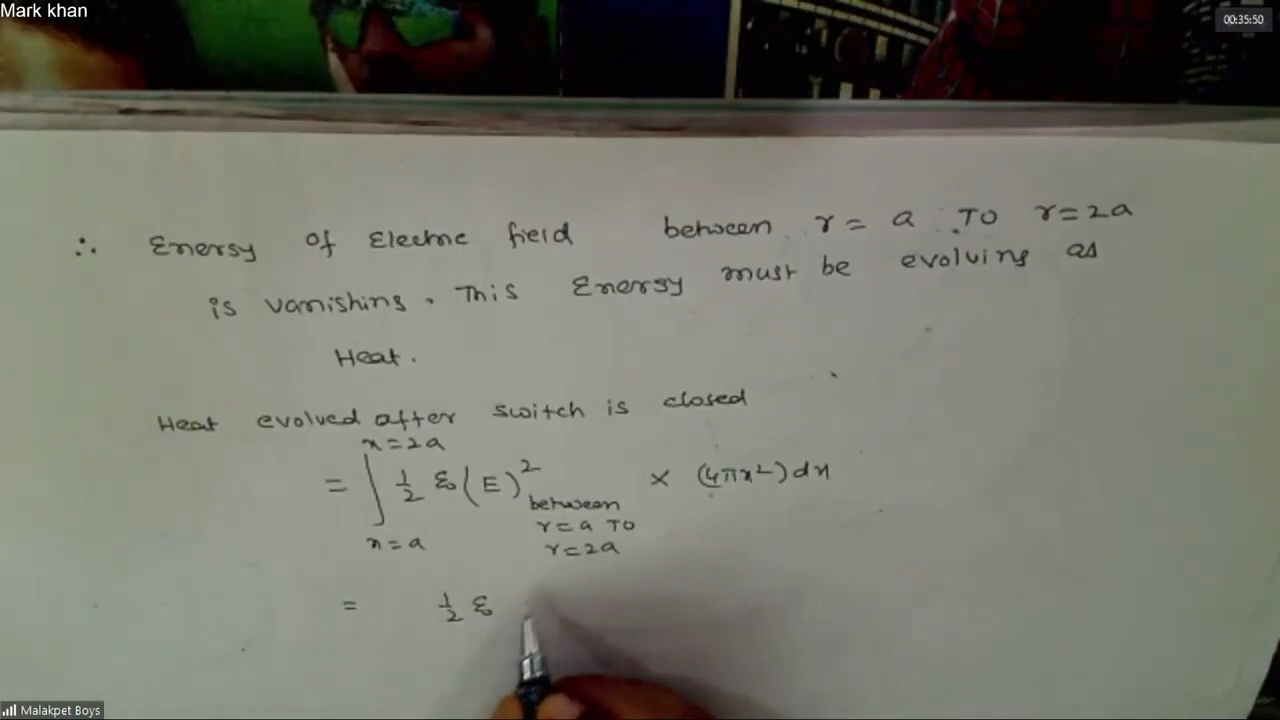 Mark khan
00:35:50
∴ Energy of Electric field between r = a TO r=2a
is vanishing. This Energy must be evolving as
Heat.
Heat evolved after switch is closed
x=2a
= ∫ 1/2 ε(E)² × (4πx²)dx
between
r=a TO
x=a
r=2a
= 1/2 ε
Malakpet Boys